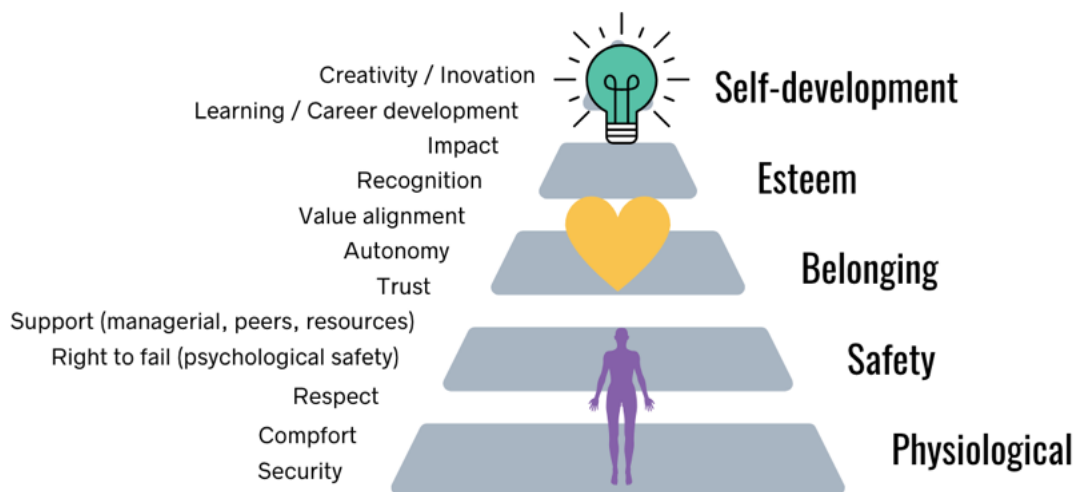 Creativity / Inovation
Self-development
Learning / Career development
Impact
Esteem
Recognition
Value alignment
Autonomy
Belonging
Trust
Support (managerial, peers, resources)
Right to fail (psychological safety)
Safety
Respect
Compfort
Physiological
Security